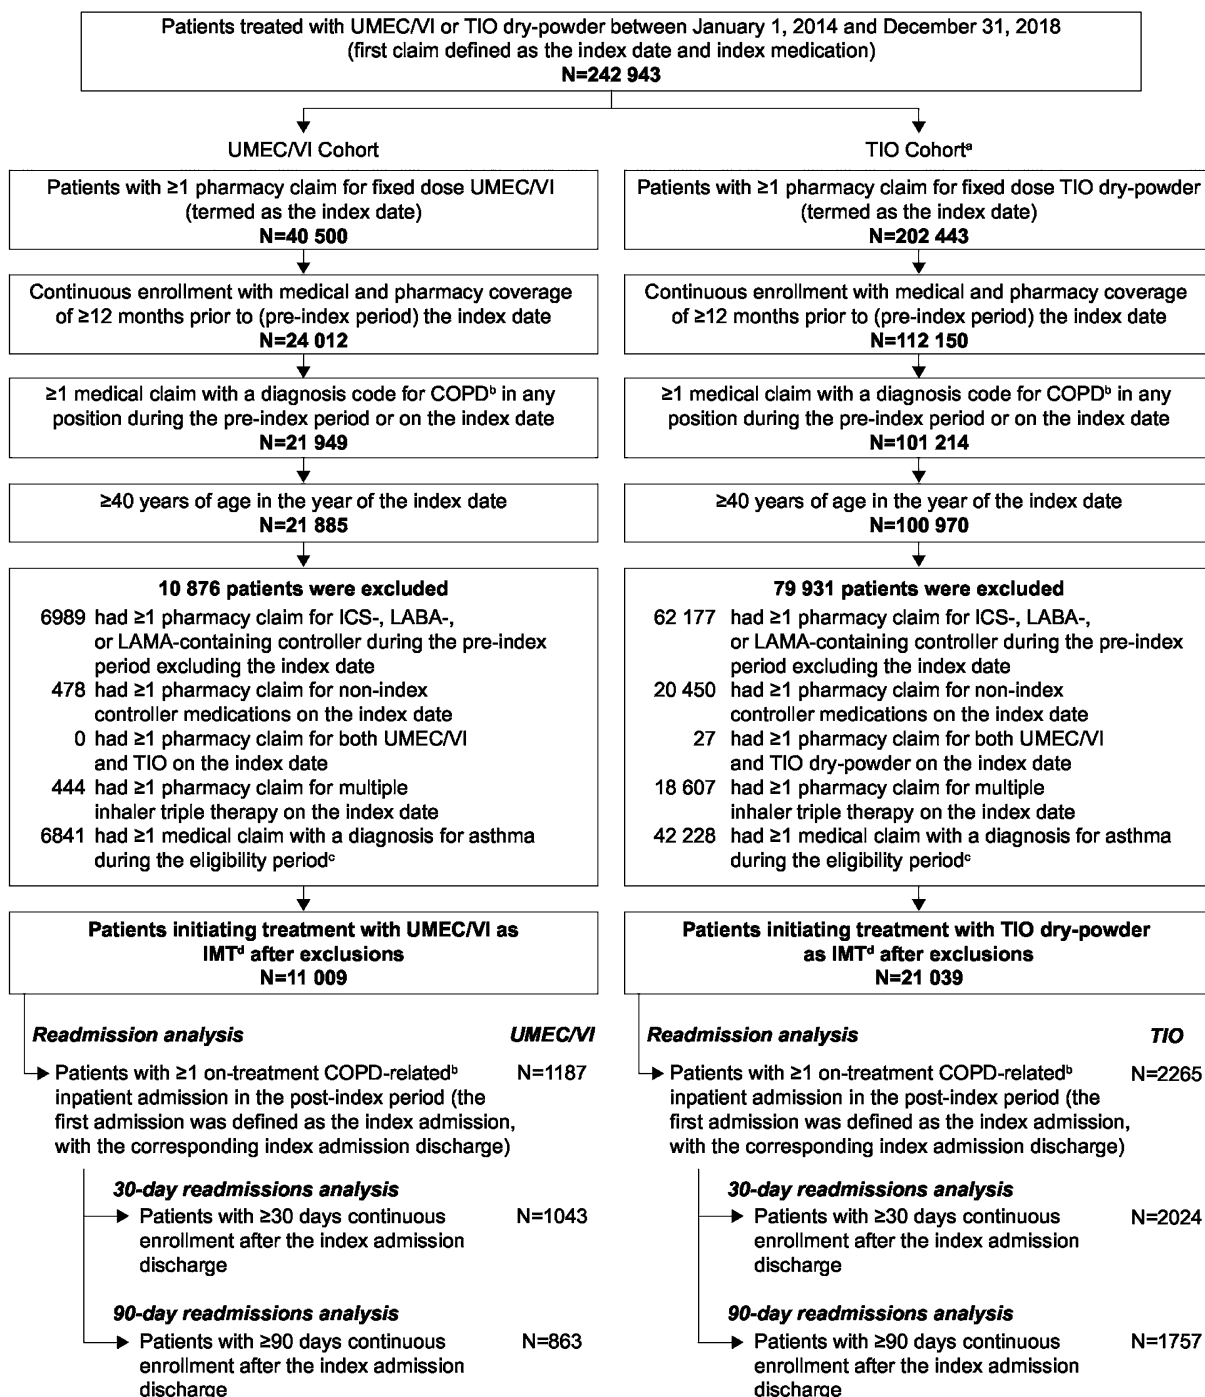 Patients treated with UMEC/VI or TIO dry-powder between January 1, 2014 and December 31, 2018
(first claim defined as the index date and index medication)
N=242 943
UMEC/VI Cohort
Patients with ≥1 pharmacy claim for fixed dose UMEC/VI
(termed as the index date)
N=40 500
Continuous enrollment with medical and pharmacy coverage
of ≥12 months prior to (pre-index period) the index date
N=24 012
≥1 medical claim with a diagnosis code for COPDᵇ in any
position during the pre-index period or on the index date
N=21 949
≥40 years of age in the year of the index date
N=21 885
10 876 patients were excluded
6989 had ≥1 pharmacy claim for ICS-, LABA-,
or LAMA-containing controller during the pre-index
period excluding the index date
478 had ≥1 pharmacy claim for non-index
controller medications on the index date
0 had ≥1 pharmacy claim for both UMEC/VI
and TIO on the index date
444 had ≥1 pharmacy claim for multiple
inhaler triple therapy on the index date
6841 had ≥1 medical claim with a diagnosis for asthma
during the eligibility periodᶜ
Patients initiating treatment with UMEC/VI as
IMTᵈ after exclusions
N=11 009
Readmission analysis UMEC/VI
Patients with ≥1 on-treatment COPD-relatedᵇ N=1187
inpatient admission in the post-index period (the
first admission was defined as the index admission,
with the corresponding index admission discharge)
30-day readmissions analysis
Patients with ≥30 days continuous N=1043
enrollment after the index admission
discharge
90-day readmissions analysis
Patients with ≥90 days continuous N=863
enrollment after the index admission
discharge
TIO Cohortᵃ
Patients with ≥1 pharmacy claim for fixed dose TIO dry-powder
(termed as the index date)
N=202 443
Continuous enrollment with medical and pharmacy coverage
of ≥12 months prior to (pre-index period) the index date
N=112 150
≥1 medical claim with a diagnosis code for COPDᵇ in any
position during the pre-index period or on the index date
N=101 214
≥40 years of age in the year of the index date
N=100 970
79 931 patients were excluded
62 177 had ≥1 pharmacy claim for ICS-, LABA-,
or LAMA-containing controller during the pre-index
period excluding the index date
20 450 had ≥1 pharmacy claim for non-index
controller medications on the index date
27 had ≥1 pharmacy claim for both UMEC/VI
and TIO dry-powder on the index date
18 607 had ≥1 pharmacy claim for multiple
inhaler triple therapy on the index date
42 228 had ≥1 medical claim with a diagnosis for asthma
during the eligibility periodᶜ
Patients initiating treatment with TIO dry-powder
as IMTᵈ after exclusions
N=21 039
Readmission analysis TIO
Patients with ≥1 on-treatment COPD-relatedᵇ N=2265
inpatient admission in the post-index period (the
first admission was defined as the index admission,
with the corresponding index admission discharge)
30-day readmissions analysis
Patients with ≥30 days continuous N=2024
enrollment after the index admission
discharge
90-day readmissions analysis
Patients with ≥90 days continuous N=1757
enrollment after the index admission
discharge